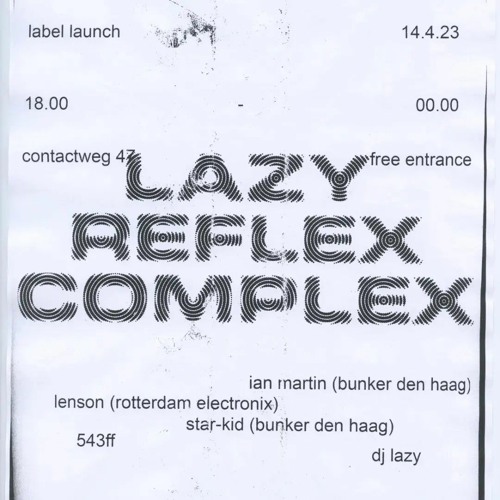 label launch 14.4.23
18.00 - 00.00
contactweg 47 free entrance
LAZY
REFLEX
COMPLEX
ian martin (bunker den haag)
lenson (rotterdam electronix)
star-kid (bunker den haag)
543ff
dj lazy